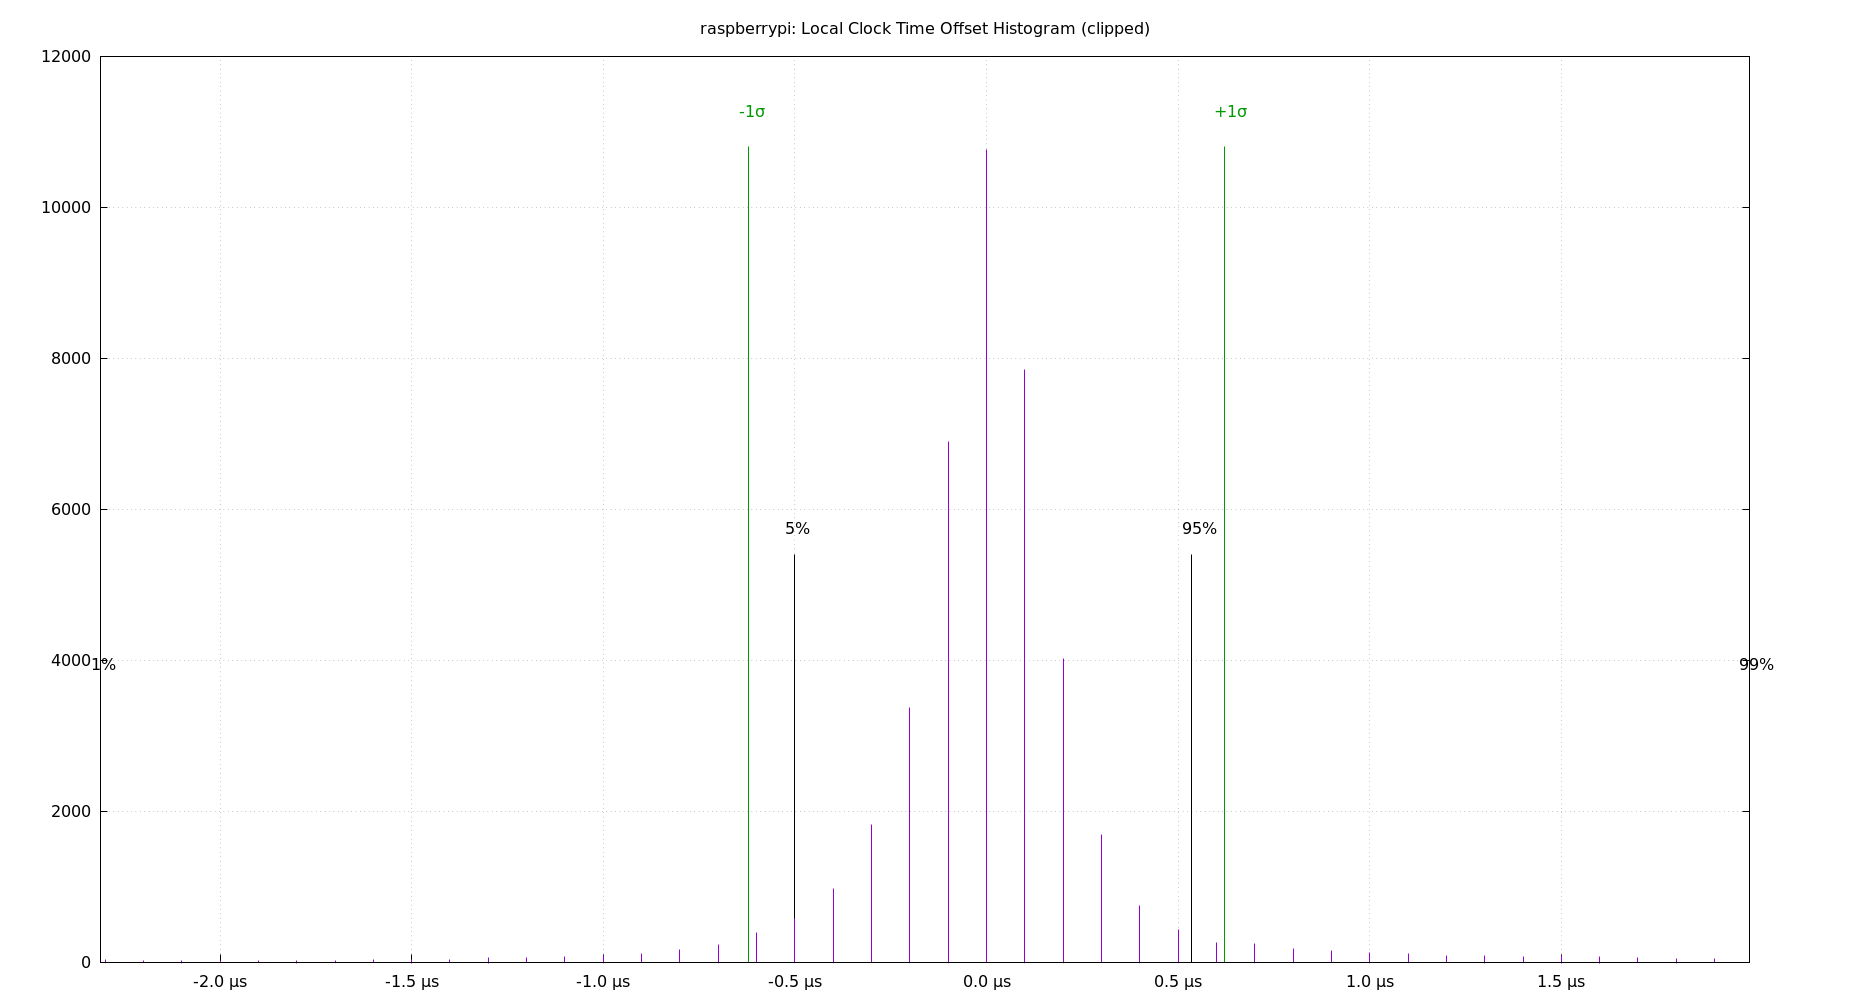 raspberrypi: Local Clock Time Offset Histogram (clipped)
12000
-1σ +1σ
10000
8000
6000
5% 95%
4000 1% 99%
2000
0
-2.0 µs -1.5 µs -1.0 µs -0.5 µs 0.0 µs 0.5 µs 1.0 µs 1.5 µs